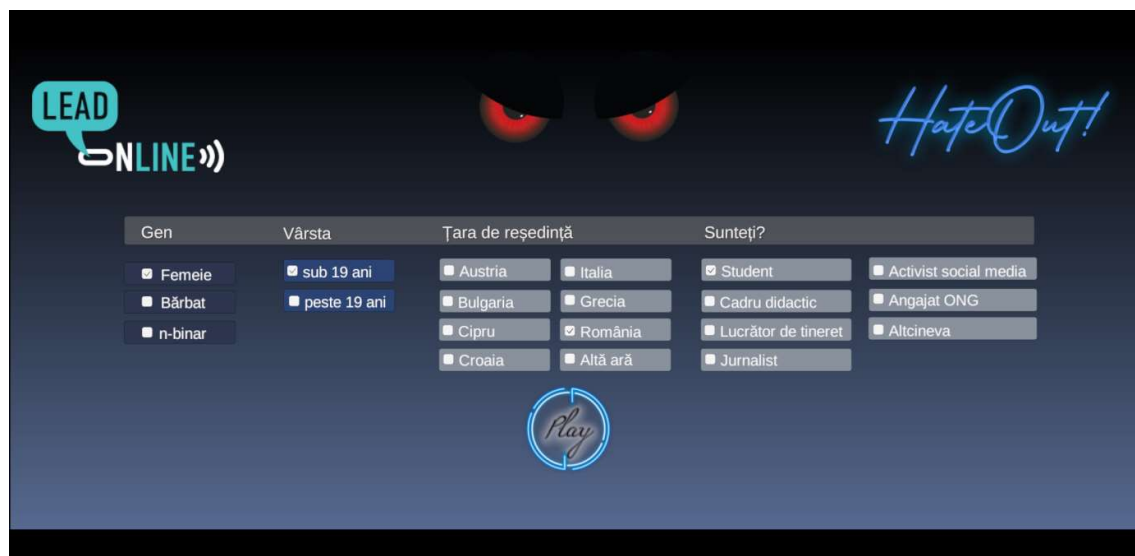 LEAD
ONLINE
HateOut!
Gen Vârsta Țara de reședință Sunteți?
Femeie sub 19 ani Austria Italia Student Activist social media
Bărbat peste 19 ani Bulgaria Grecia Cadru didactic Angajat ONG
n-binar Cipru România Lucrător de tineret Altcineva
Croaia Altă ară Jurnalist
Play